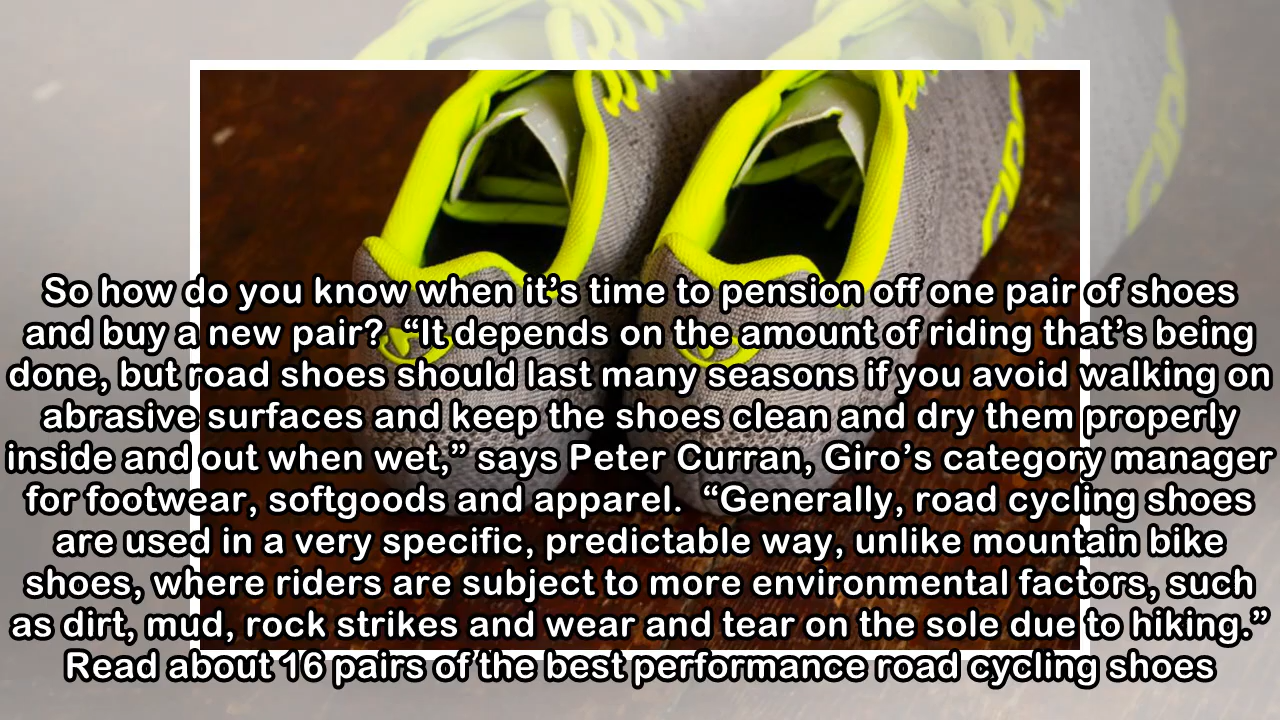 So how do you know when it’s time to pension off one pair of shoes
and buy a new pair?  “It depends on the amount of riding that’s being
done, but road shoes should last many seasons if you avoid walking on
abrasive surfaces and keep the shoes clean and dry them properly
inside and out when wet,” says Peter Curran, Giro’s category manager
for footwear, softgoods and apparel.  “Generally, road cycling shoes
are used in a very specific, predictable way, unlike mountain bike
shoes, where riders are subject to more environmental factors, such
as dirt, mud, rock strikes and wear and tear on the sole due to hiking.”
Read about 16 pairs of the best performance road cycling shoes